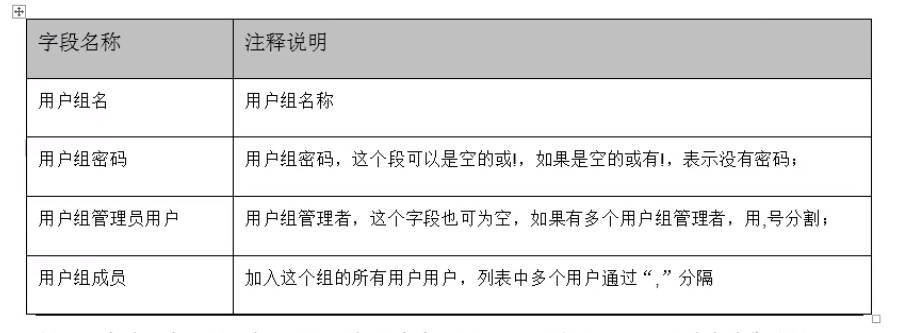 字段名称 注释说明
用户组名 用户组名称
用户组密码 用户组密码，这个段可以是空的或!，如果是空的或有!，表示没有密码；
用户组管理员用户 用户组管理者，这个字段也可为空，如果有多个用户组管理者，用,号分割；
用户组成员 加入这个组的所有用户用户，列表中多个用户通过“,”分隔